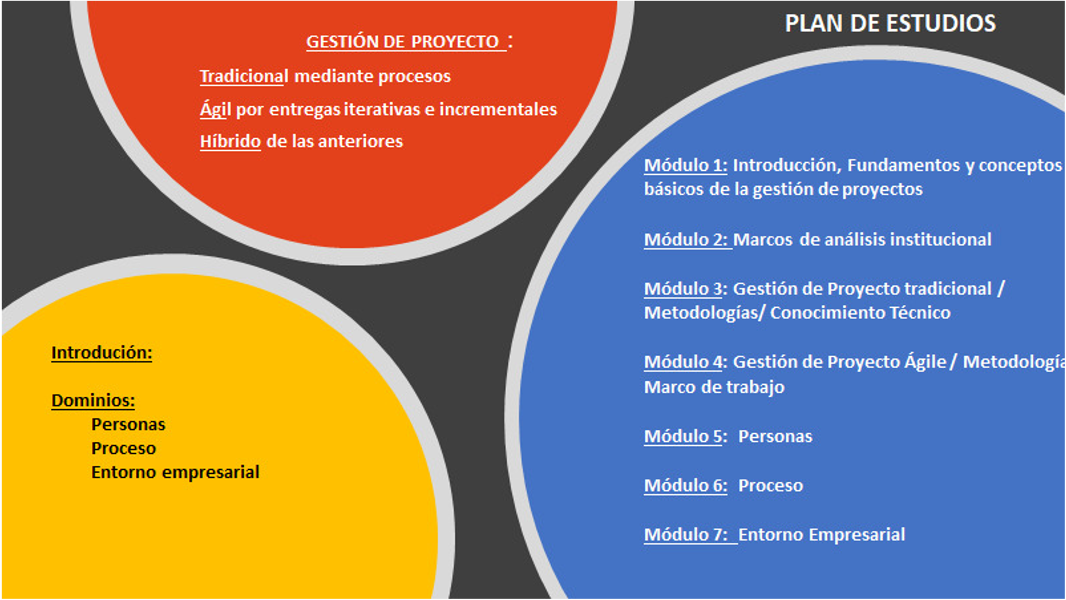 PLAN DE ESTUDIOS
GESTIÓN DE PROYECTO :
Tradicional mediante procesos
Ágil por entregas iterativas e incrementales
Híbrido de las anteriores
Introdución:
Dominios:
Personas
Proceso
Entorno empresarial
Módulo 1: Introducción, Fundamentos y conceptos
básicos de la gestión de proyectos
Módulo 2: Marcos de análisis institucional
Módulo 3: Gestión de Proyecto tradicional /
Metodologías/ Conocimiento Técnico
Módulo 4: Gestión de Proyecto Ágile / Metodología
Marco de trabajo
Módulo 5: Personas
Módulo 6: Proceso
Módulo 7: Entorno Empresarial